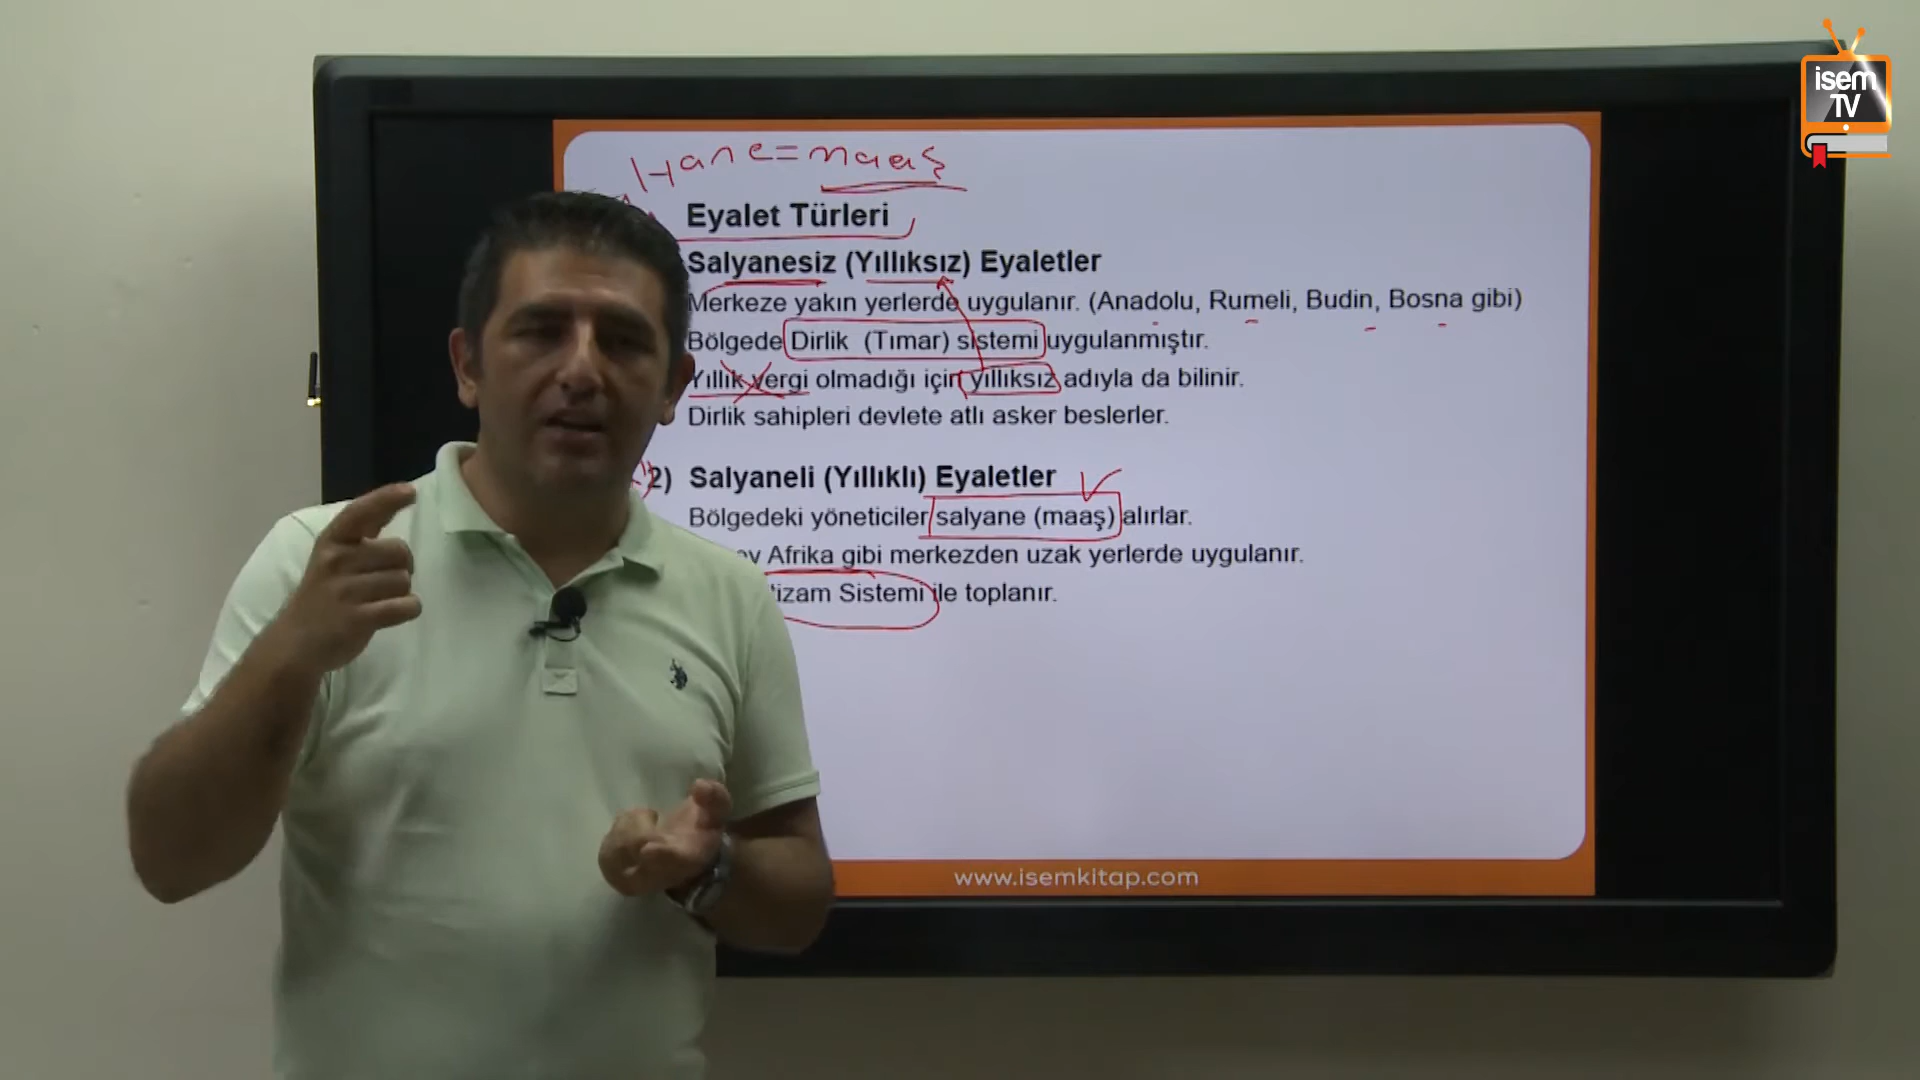 isem
TV
= maaş
Eyalet Türleri
Salyanesiz (Yıllıksız) Eyaletler
Merkeze yakın yerlerde uygulanır. (Anadolu, Rumeli, Budin, Bosna gibi)
Bölgede Dirlik (Tımar) sistemi uygulanmıştır.
Yıllık vergi olmadığı için yıllıksız adıyla da bilinir.
Dirlik sahipleri devlete atlı asker beslerler.
2) Salyaneli (Yıllıklı) Eyaletler
Bölgedeki yöneticiler salyane (maaş) alırlar.
Afrika gibi merkezden uzak yerlerde uygulanır.
Sistemi ile toplanır.
www.isemkitap.com